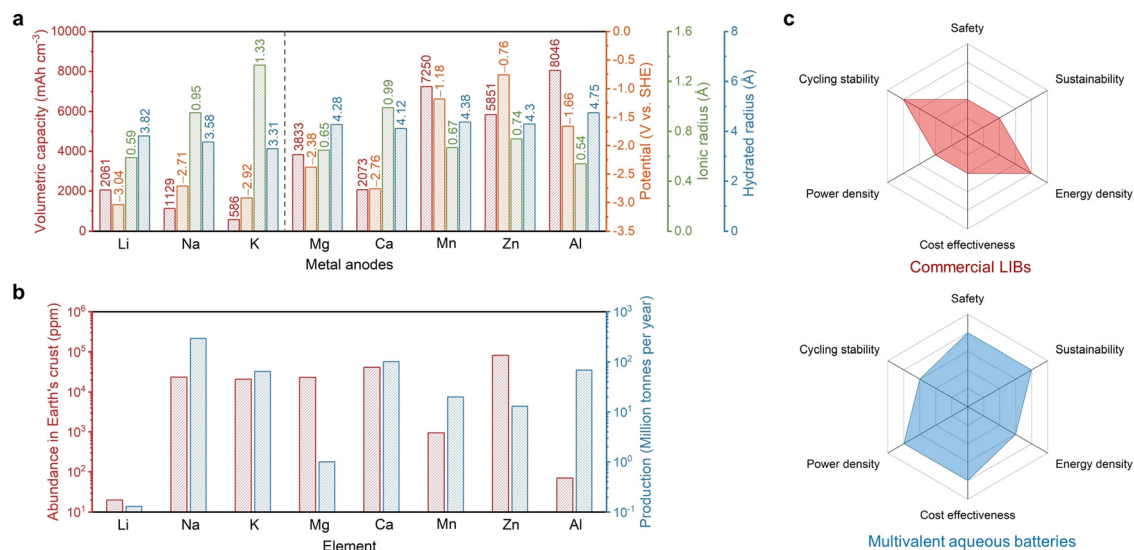 a
Volumetric capacity (mAh cm⁻³)
10000
8000
6000
4000
2000
0
2061
−3.04
0.59
3.82
1129
−2.71
0.95
3.58
586
−2.92
1.33
3.31
3833
−2.38
0.65
4.28
2073
−2.76
0.99
4.12
7250
−1.18
0.67
4.38
5851
−0.76
0.74
4.3
8046
−1.66
0.54
4.75
Li Na K Mg Ca Mn Zn Al
Metal anodes
0.0
−0.5
−1.0
−1.5
−2.0
−2.5
−3.0
−3.5
Potential (V vs. SHE)
1.6
1.2
0.8
0.4
0.0
Ionic radius (Å)
8
6
4
2
0
Hydrated radius (Å)
b
Abundance in Earth's crust (ppm)
10⁶
10⁵
10⁴
10³
10²
10¹
Li Na K Mg Ca Mn Zn Al
Element
10³
10²
10¹
10⁰
10⁻¹
Production (Million tonnes per year)
c
Safety
Cycling stability
Sustainability
Power density
Energy density
Cost effectiveness
Commercial LIBs
Safety
Cycling stability
Sustainability
Power density
Energy density
Cost effectiveness
Multivalent aqueous batteries